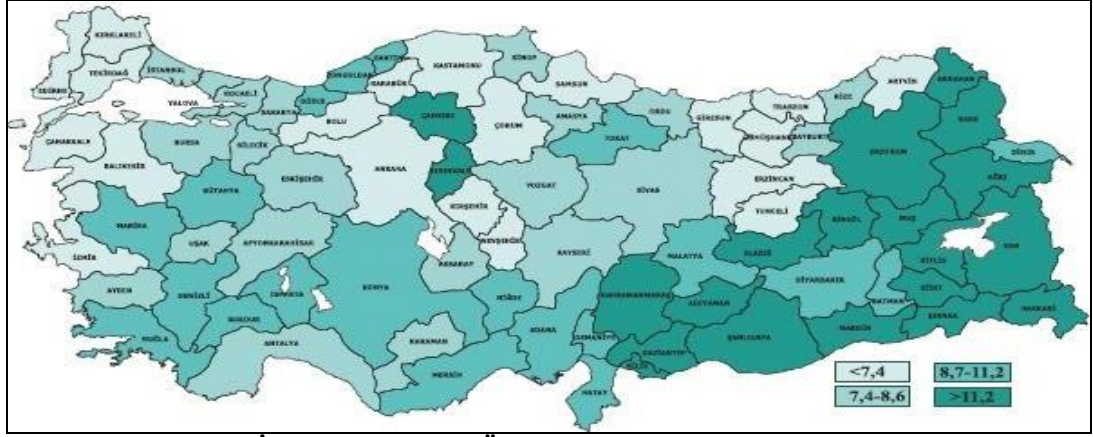 KIRKLARELİ
TEKİRDAĞ
EDİRNE
İSTANBUL
YALOVA
KOCAELİ
SAKARYA
DÜZCE
ZONGULDAK
BARTIN
KARABÜK
KASTAMONU
SİNOP
SAMSUN
ORDU
GİRESUN
TRABZON
RİZE
ARTVİN
ARDAHAN
KARS
ÇANAKKALE
BALIKESİR
BURSA
BİLECİK
BOLU
ÇANKIRI
ÇORUM
AMASYA
TOKAT
GÜMÜŞHANE
BAYBURT
ERZURUM
IĞDIR
AĞRI
KÜTAHYA
ESKİŞEHİR
ANKARA
KIRIKKALE
YOZGAT
SİVAS
ERZİNCAN
TUNCELİ
BİNGÖL
MUŞ
MANİSA
UŞAK
AFYONKARAHİSAR
KIRŞEHİR
NEVŞEHİR
KAYSERİ
MALATYA
ELAZIĞ
BİTLİS
VAN
İZMİR
AYDIN
DENİZLİ
ISPARTA
KONYA
AKSARAY
NİĞDE
KAHRAMANMARAŞ
ADIYAMAN
DİYARBAKIR
BATMAN
SİİRT
ŞIRNAK
HAKKARİ
MUĞLA
BURDUR
ANTALYA
KARAMAN
MERSİN
ADANA
OSMANİYE
GAZİANTEP
KİLİS
ŞANLIURFA
MARDİN
HATAY
<7,4
8,7-11,2
7,4-8,6
>11,2